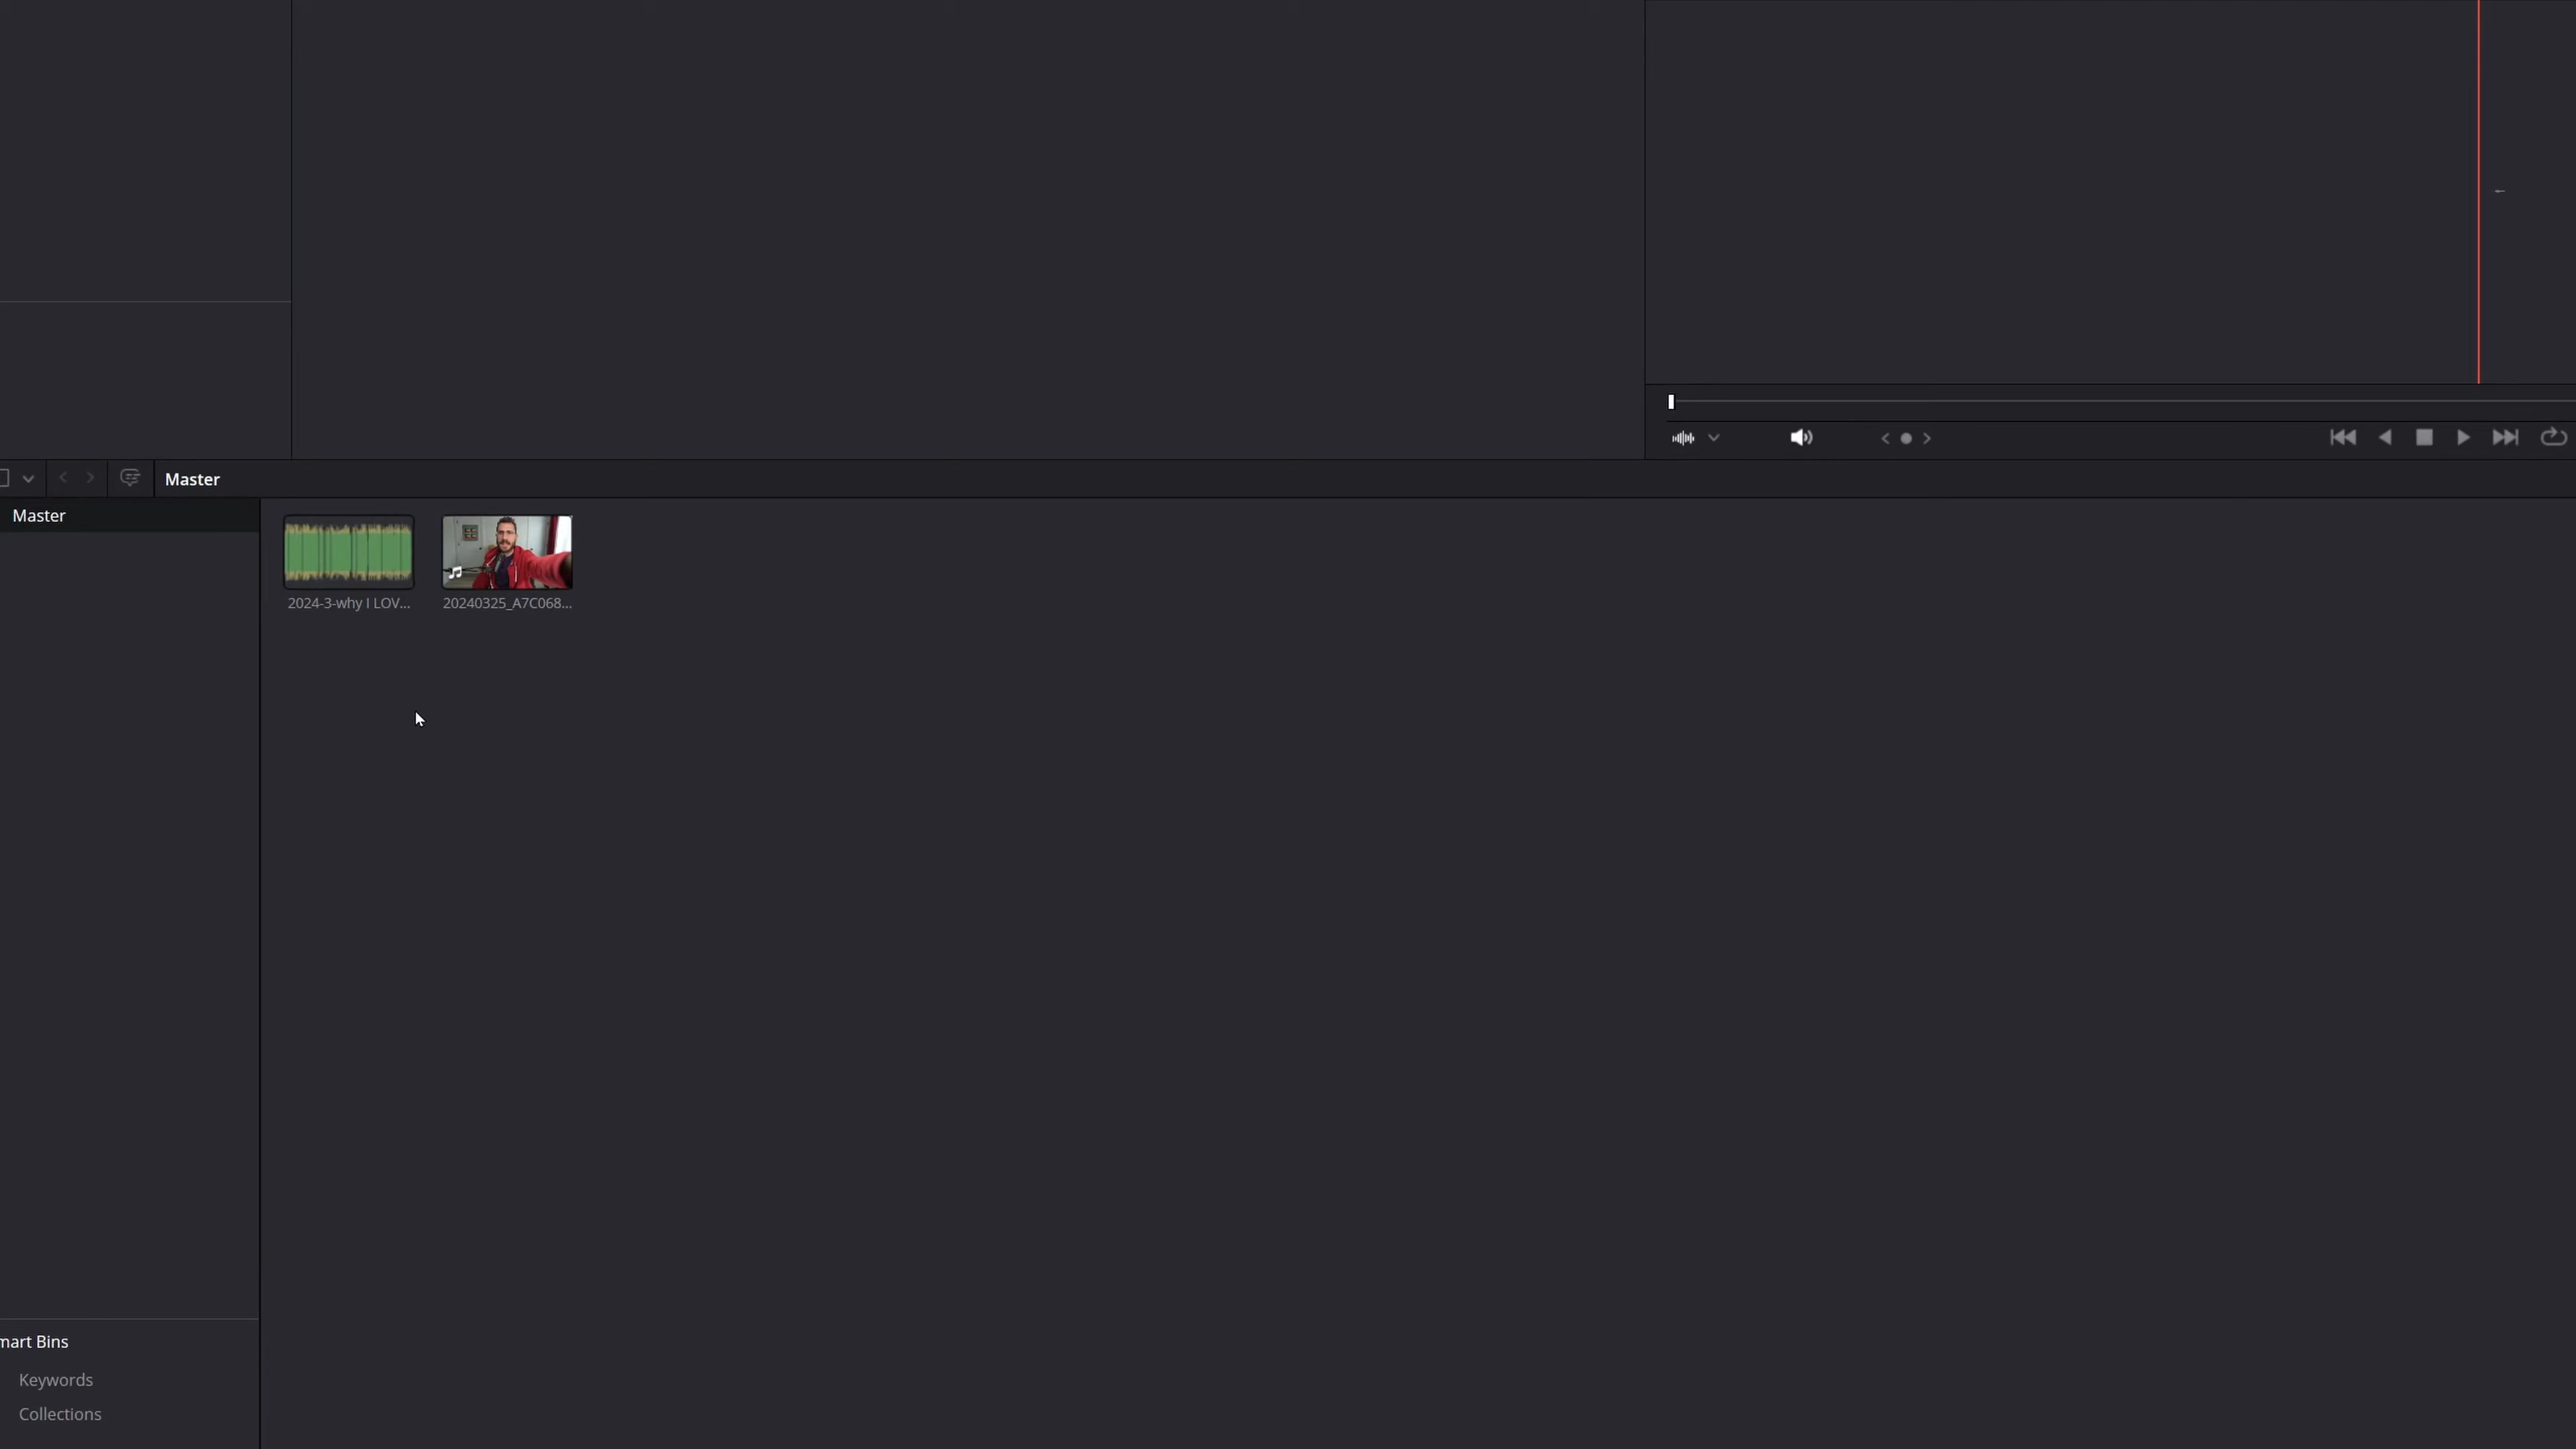 Master
Master
2024-3-why I LOV...
20240325_A7C068...
mart Bins
Keywords
Collections